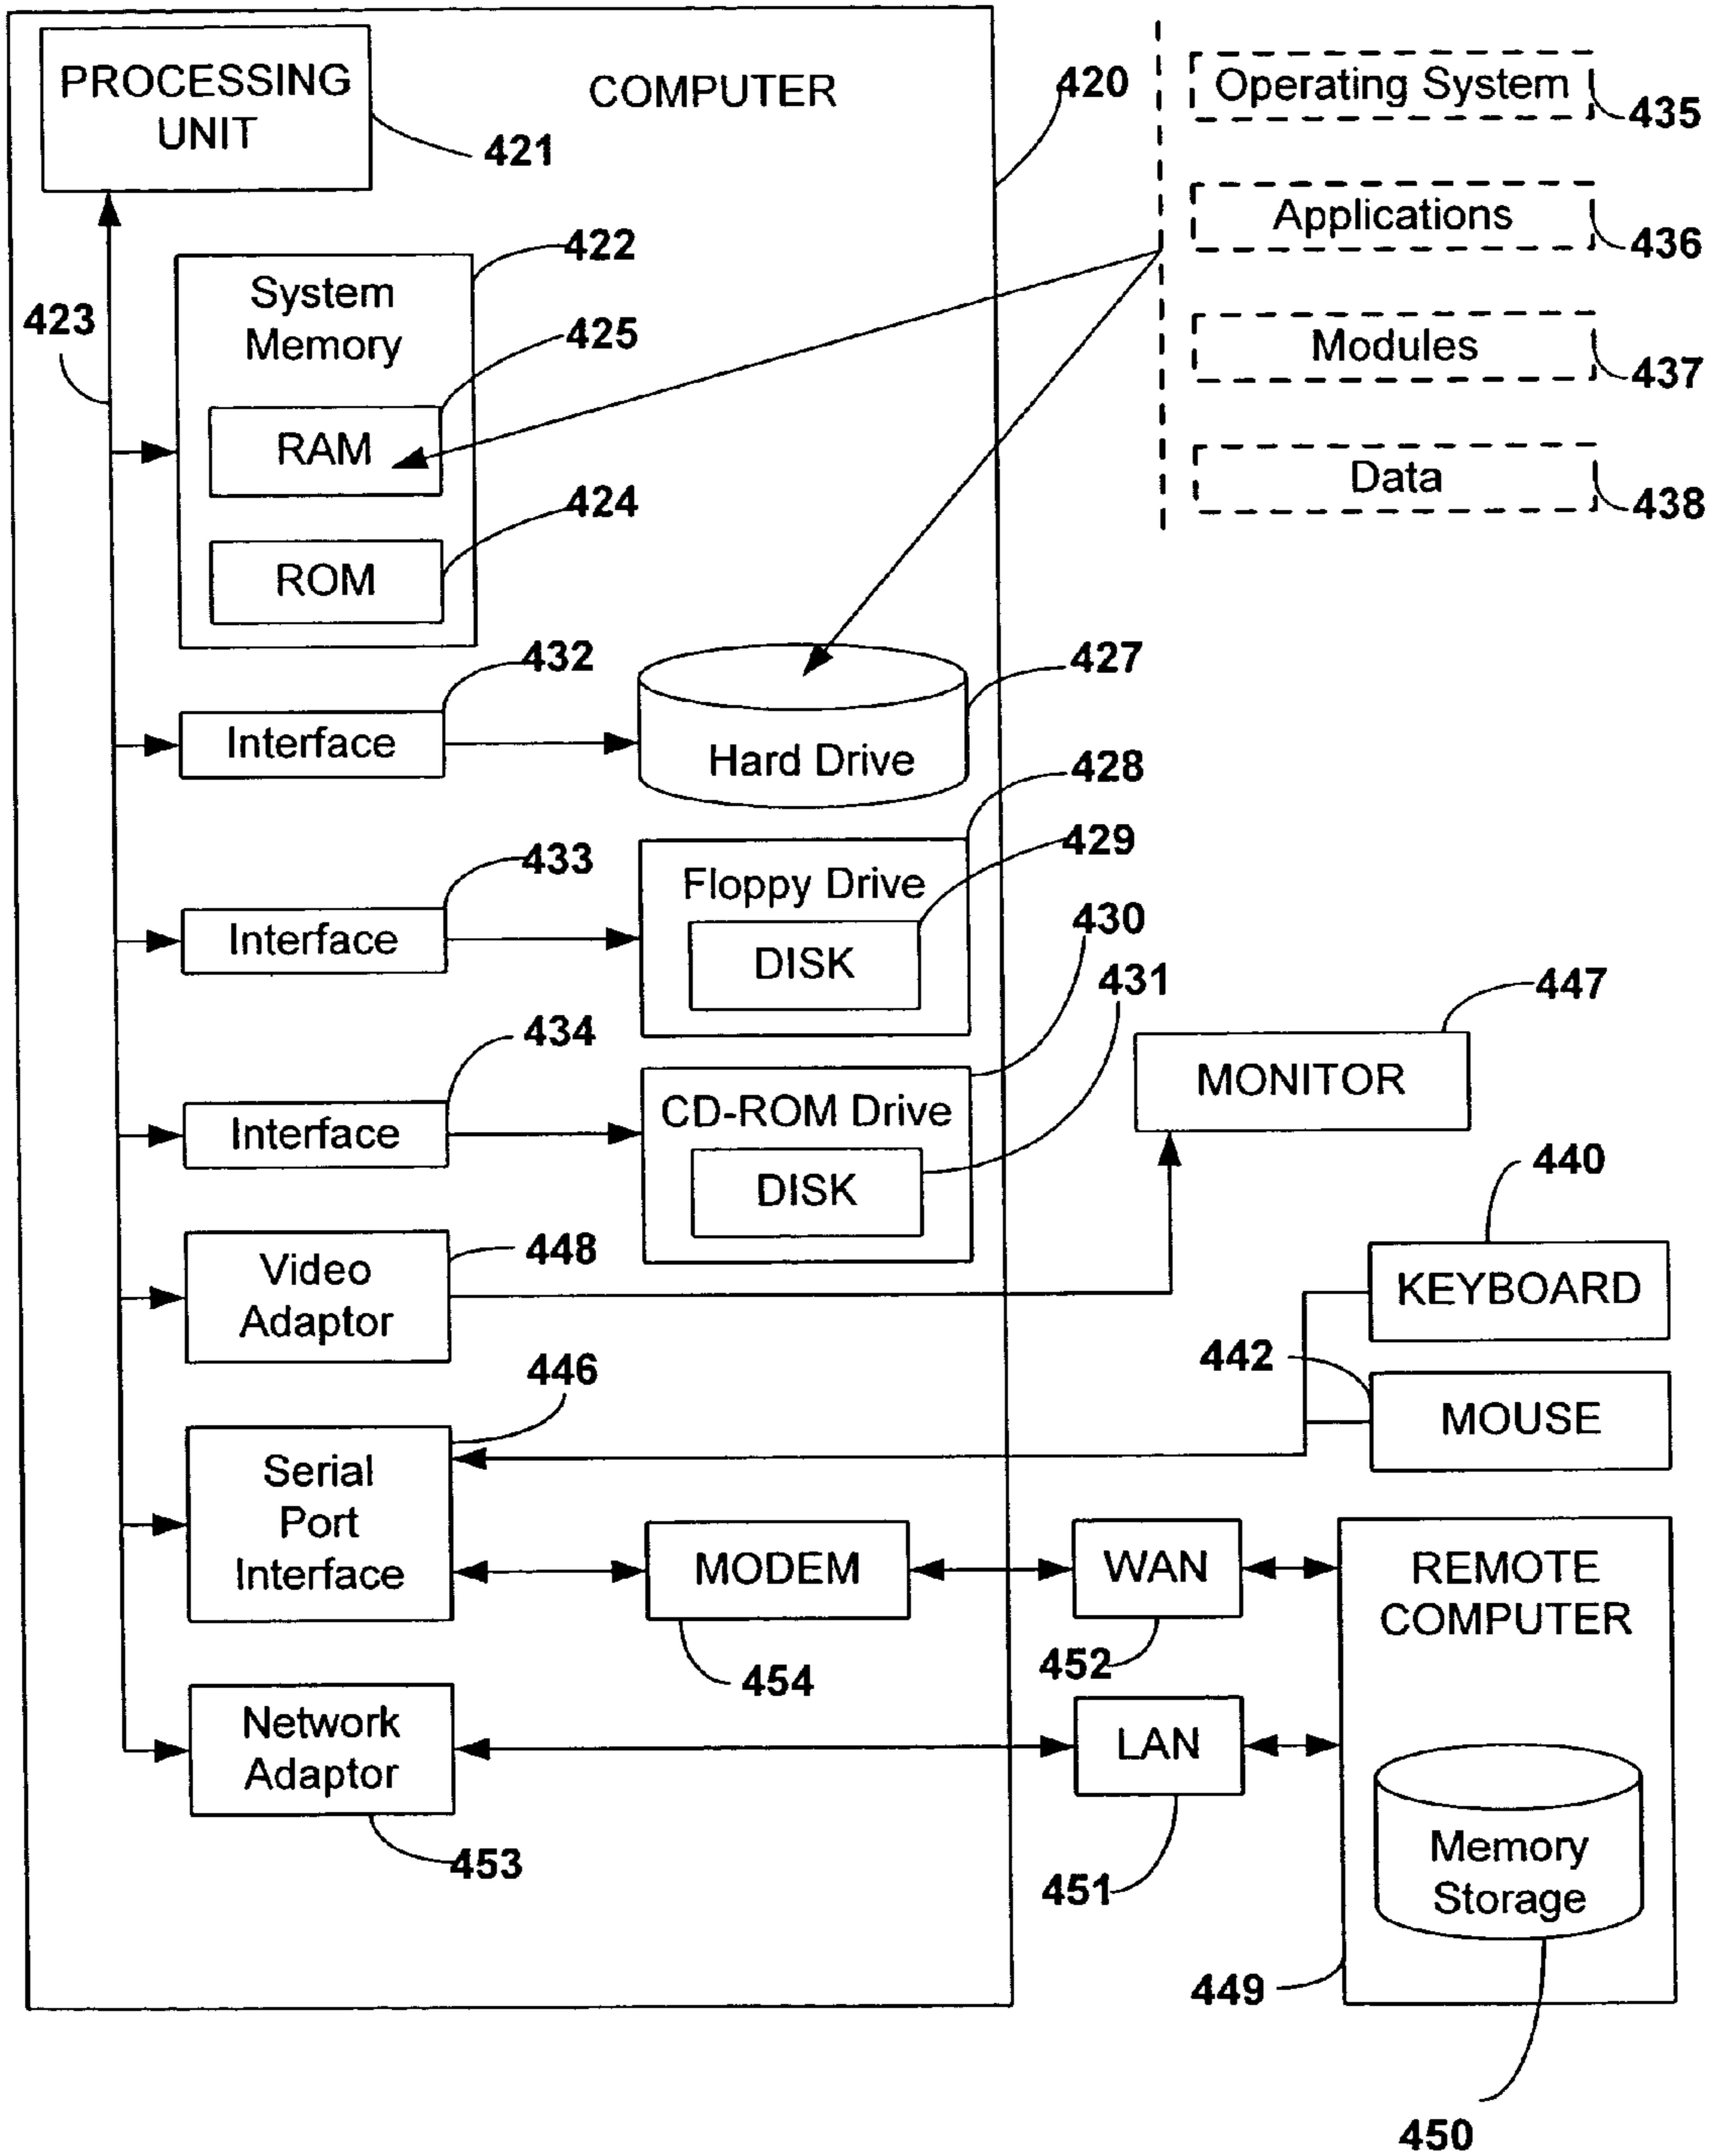 PROCESSING
UNIT
421
COMPUTER
420
Operating System
435
Applications
436
Modules
437
Data
438
423
422
System
Memory
425
RAM
424
ROM
432
Interface
427
Hard Drive
433
Interface
428
429
Floppy Drive
DISK
434
Interface
430
431
CD-ROM Drive
DISK
447
MONITOR
448
Video
Adaptor
440
KEYBOARD
442
MOUSE
446
Serial
Port
Interface
MODEM
454
WAN
452
REMOTE
COMPUTER
Network
Adaptor
453
LAN
451
Memory
Storage
449
450